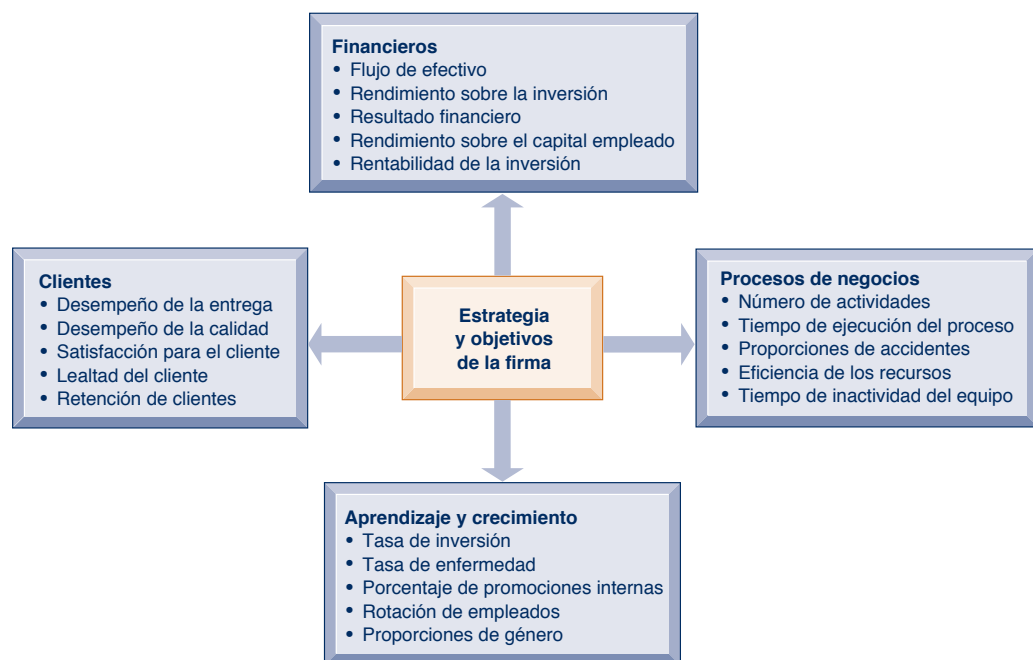 Financieros
• Flujo de efectivo
• Rendimiento sobre la inversión
• Resultado financiero
• Rendimiento sobre el capital empleado
• Rentabilidad de la inversión
Clientes
• Desempeño de la entrega
• Desempeño de la calidad
• Satisfacción para el cliente
• Lealtad del cliente
• Retención de clientes
Estrategia
y objetivos
de la firma
Procesos de negocios
• Número de actividades
• Tiempo de ejecución del proceso
• Proporciones de accidentes
• Eficiencia de los recursos
• Tiempo de inactividad del equipo
Aprendizaje y crecimiento
• Tasa de inversión
• Tasa de enfermedad
• Porcentaje de promociones internas
• Rotación de empleados
• Proporciones de género